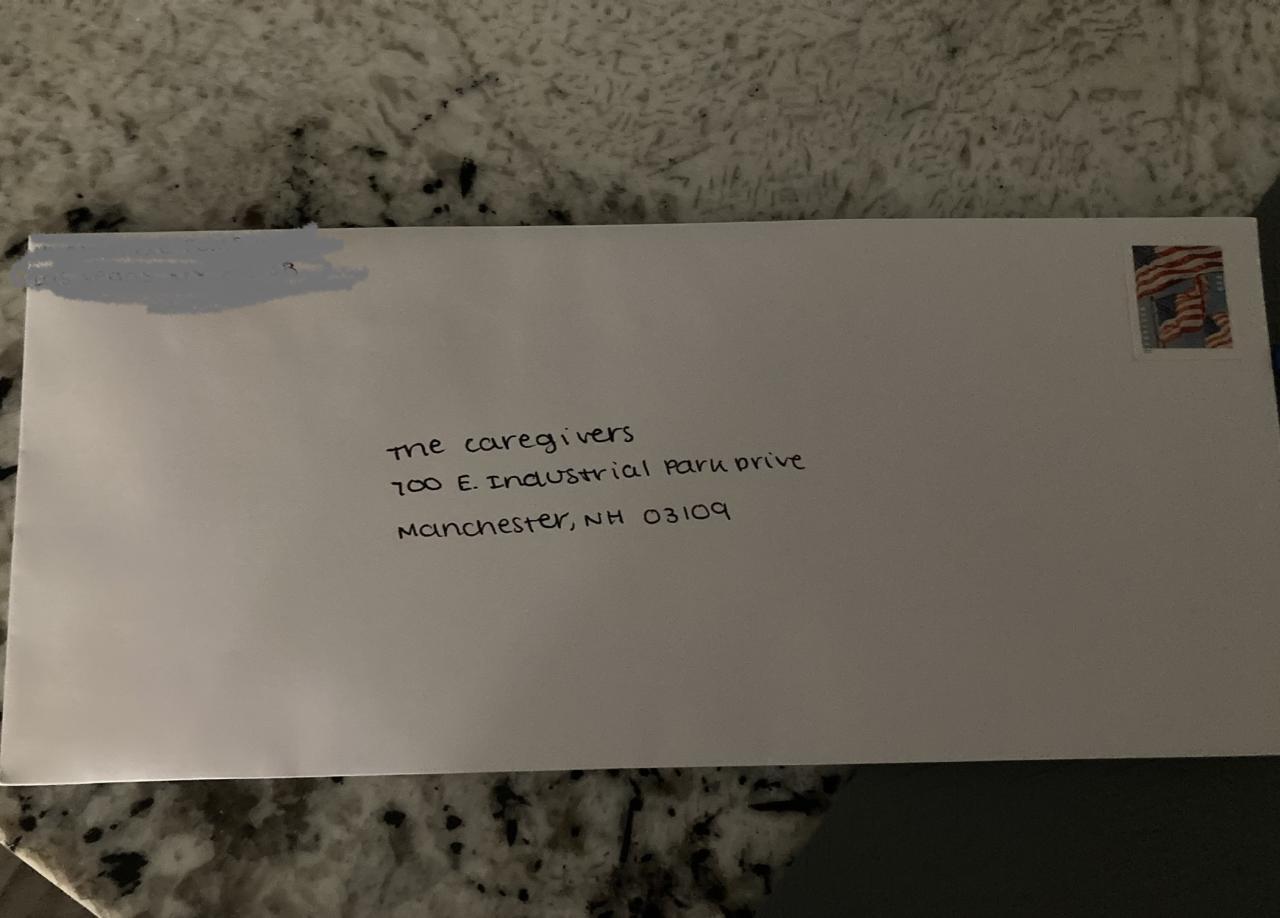 The caregivers
700 E. Industrial Park Drive
Manchester, NH 03109